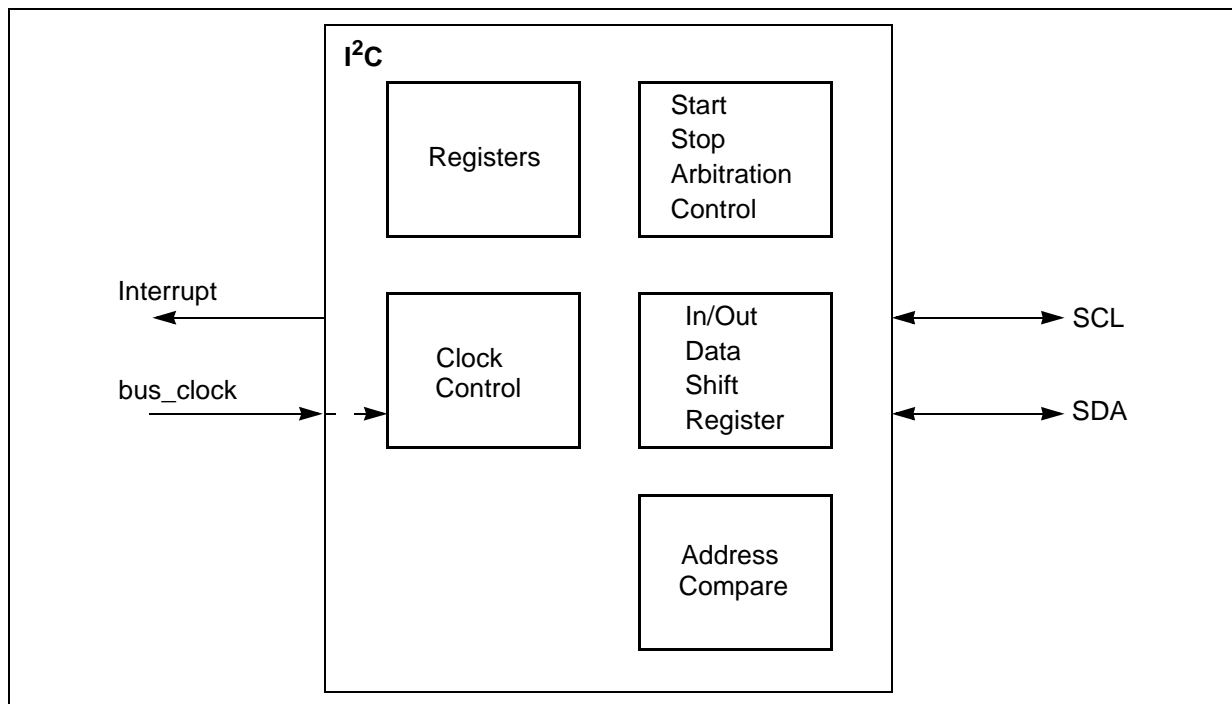 I²C
Registers
Start
Stop
Arbitration
Control
Interrupt
bus_clock
Clock
Control
In/Out
Data
Shift
Register
SCL
SDA
Address
Compare